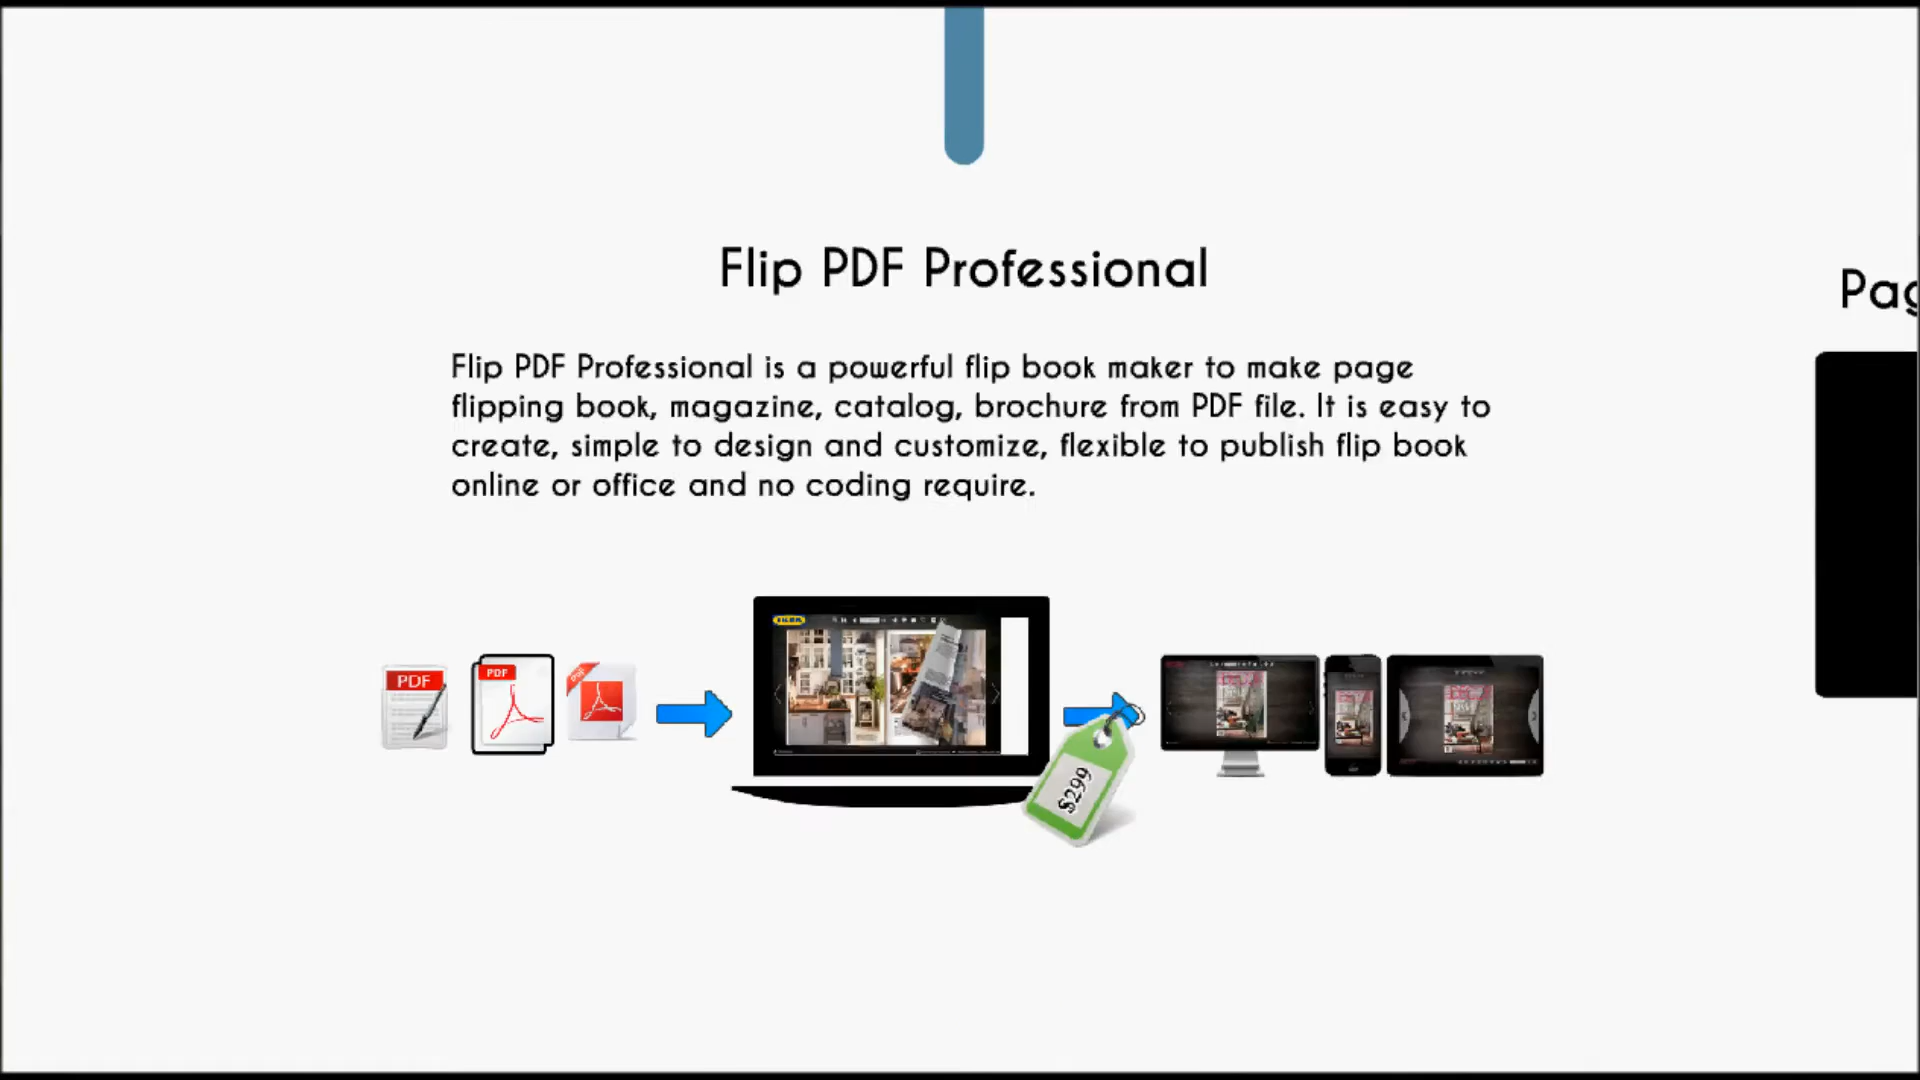 Flip PDF Professional
Flip PDF Professional is a powerful flip book maker to make page
flipping book, magazine, catalog, brochure from PDF file. It is easy to
create, simple to design and customize, flexible to publish flip book
online or office and no coding require.
Pag
PDF
PDF
PDF
$299